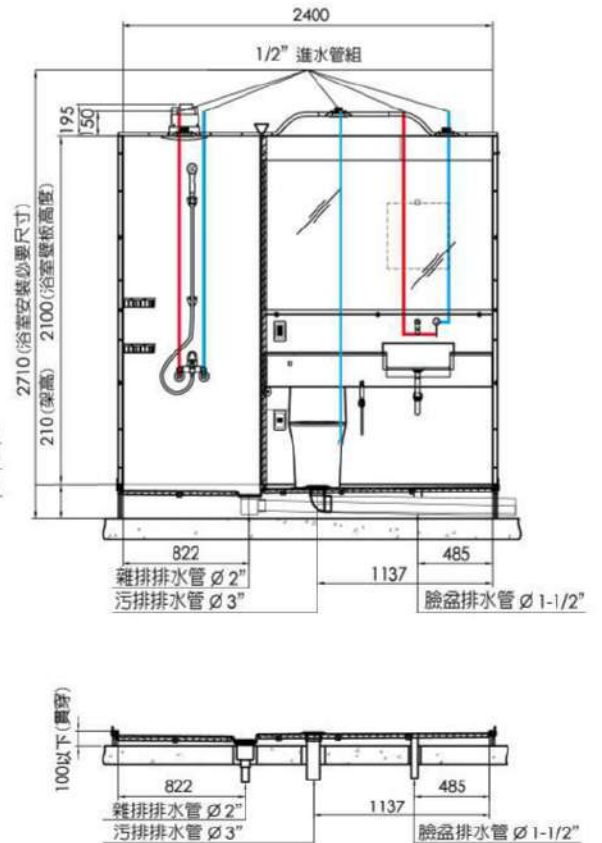 2400
1/2” 進水管組
195
150
2710(浴室安裝必要尺寸)
2100(浴室壁板高度)
210(架高)
822
485
雜排排水管 Ø 2”
1137
污排排水管 Ø 3”
臉盆排水管 Ø 1-1/2”
100以下(貫穿)
822
485
雜排排水管 Ø 2”
1137
污排排水管 Ø 3”
臉盆排水管 Ø 1-1/2”